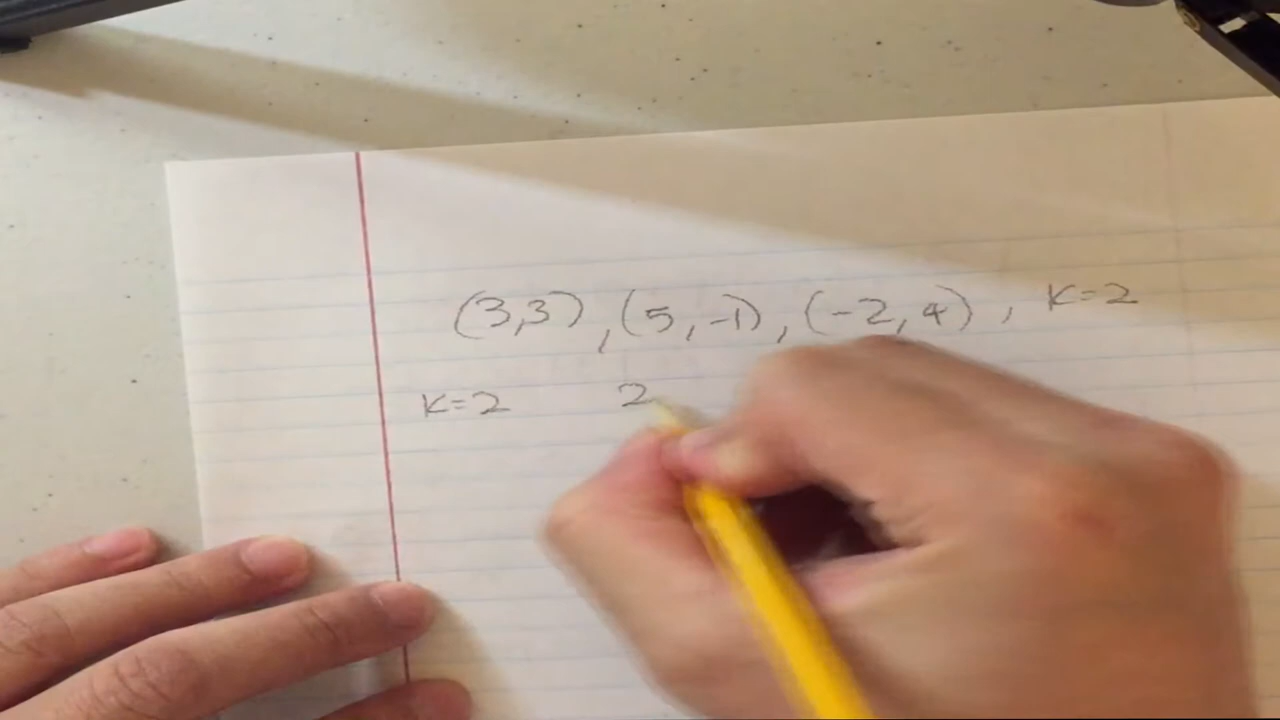 (3,3), (5,-1), (-2,4), K=2
K=2 2